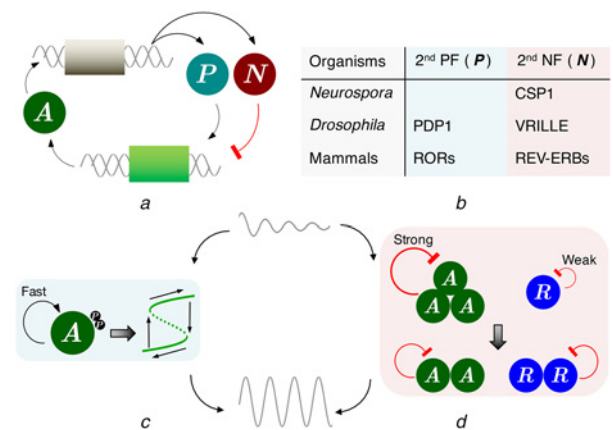 P
N
A
a
Organisms 2nd PF (P) 2nd NF (N)
Neurospora CSP1
Drosophila PDP1 VRILLE
Mammals RORs REV-ERBs
b
Fast
A
P
P
c
Strong
A
A A
Weak
R
A A
R R
d